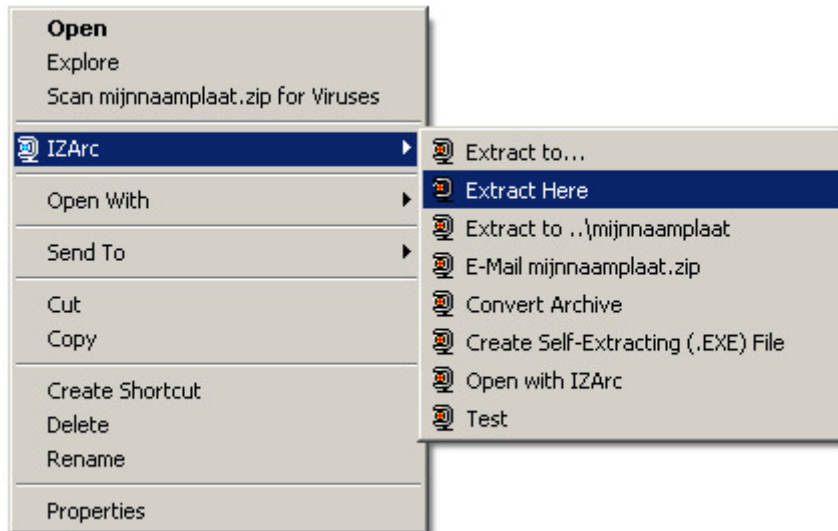 Open
Explore
Scan mijnnaamplaat.zip for Viruses
IZArc
Open With
Send To
Cut
Copy
Create Shortcut
Delete
Rename
Properties
Extract to...
Extract Here
Extract to ..\mijnnaamplaat
E-Mail mijnnaamplaat.zip
Convert Archive
Create Self-Extracting (.EXE) File
Open with IZArc
Test